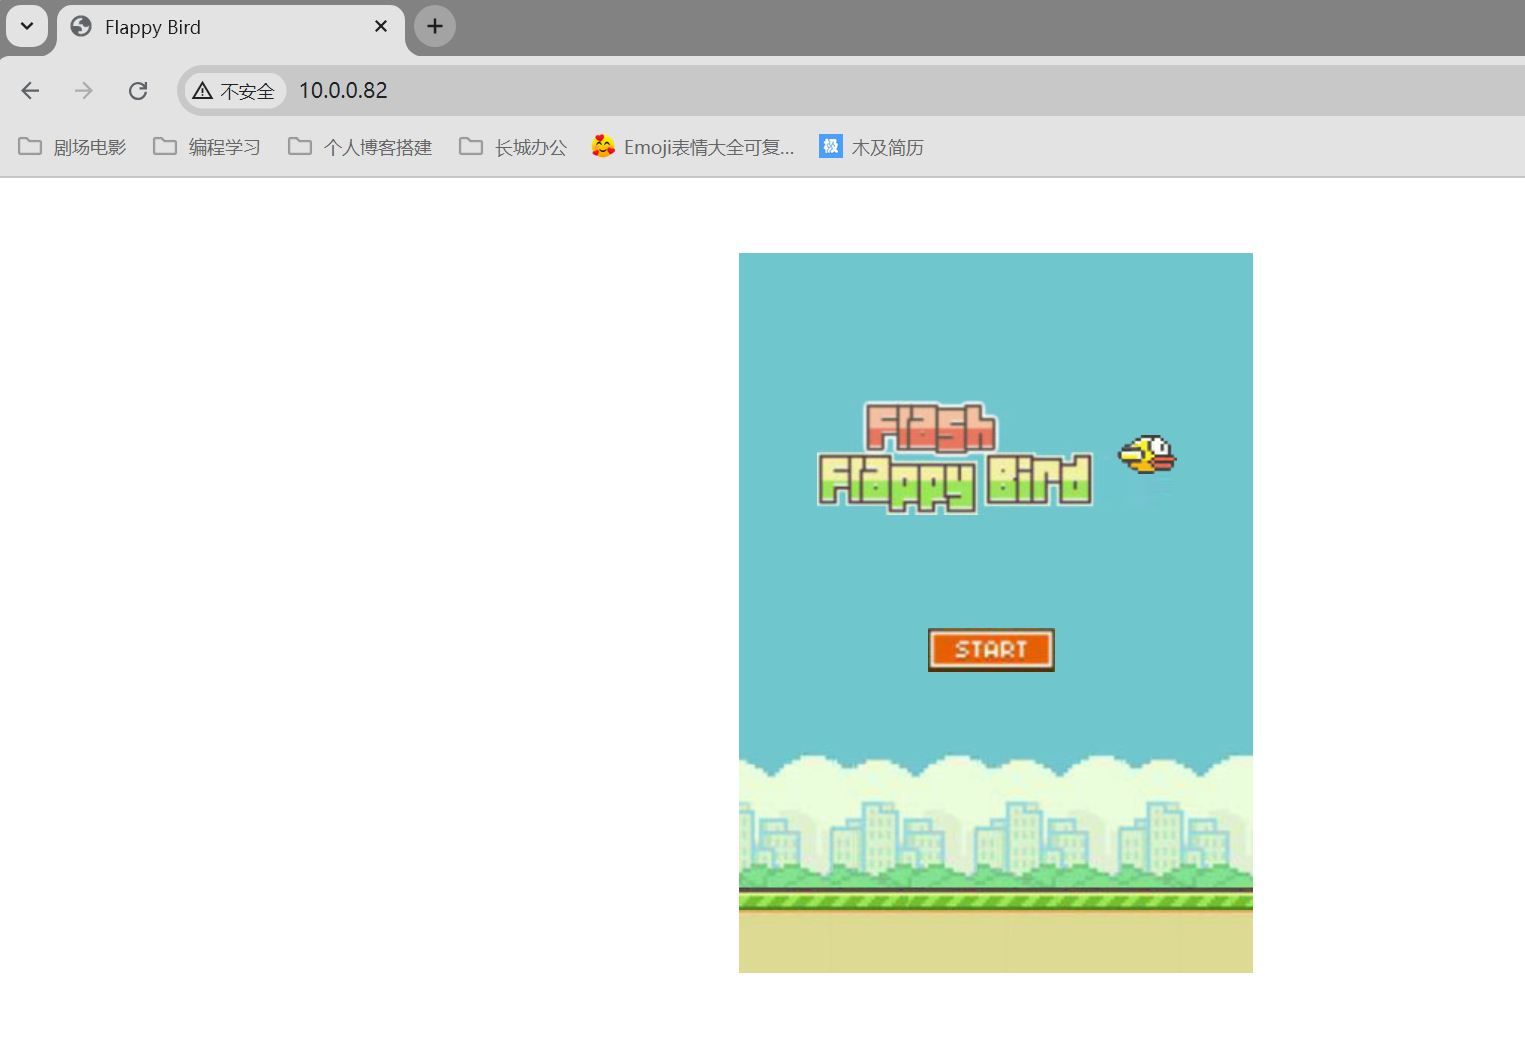 Flappy Bird
不安全 10.0.0.82
剧场电影 编程学习 个人博客搭建 长城办公 Emoji表情大全可复... 极 木及简历
Flash
Flappy Bird
START